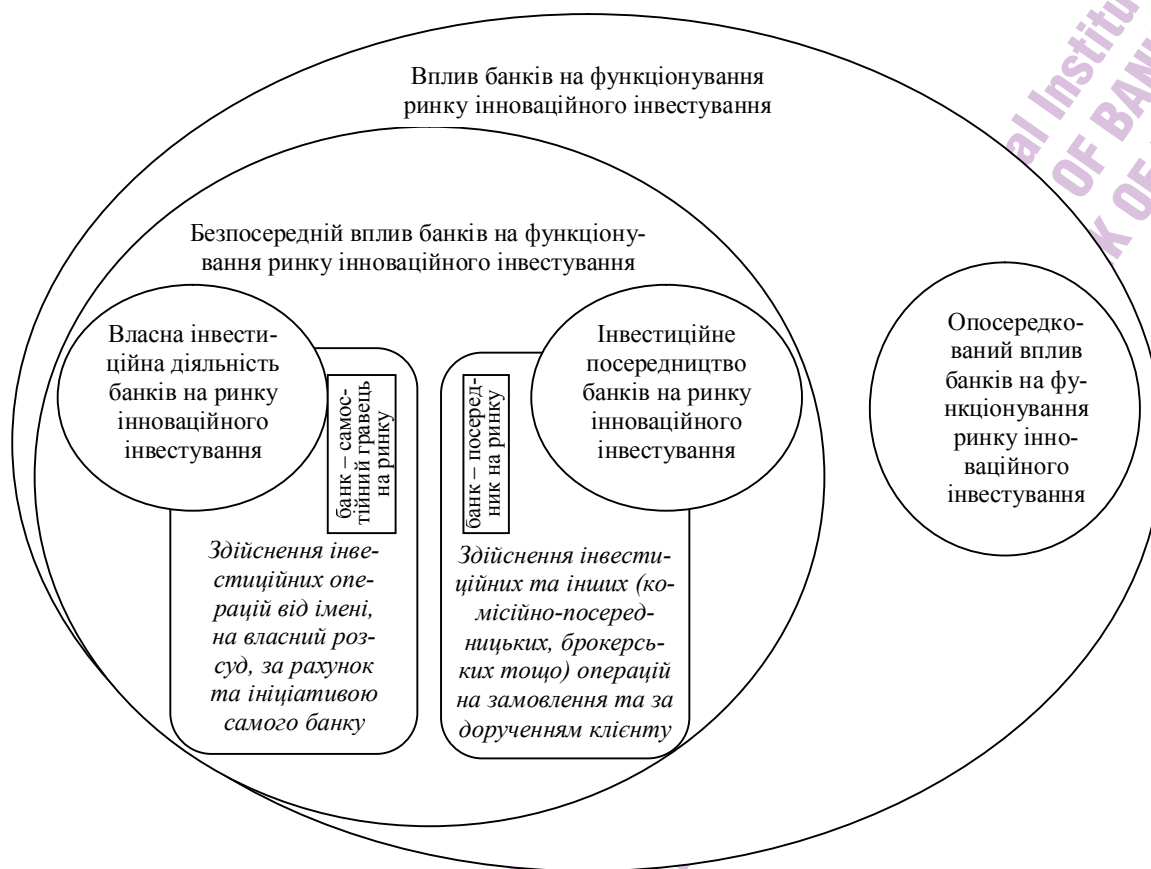 Вплив банків на функціонування
ринку інноваційного інвестування
Безпосередній вплив банків на функціону-
вання ринку інноваційного інвестування
Власна інвести-
ційна діяльність
банків на ринку
інноваційного
інвестування
банк – самос-
тійний гравець
на ринку
Здійснення інве-
стиційних опе-
рацій від імені,
на власний роз-
суд, за рахунок
та ініціативою
самого банку
Інвестиційне
посередництво
банків на ринку
інноваційного
інвестування
банк – посеред-
ник на ринку
Здійснення інвести-
ційних та інших (ко-
місійно-посеред-
ницьких, брокерсь-
ких тощо) операцій
на замовлення та за
дорученням клієнту
Опосередко-
ваний вплив
банків на фу-
нкціонування
ринку інно-
ваційного
інвестування
OF
OF